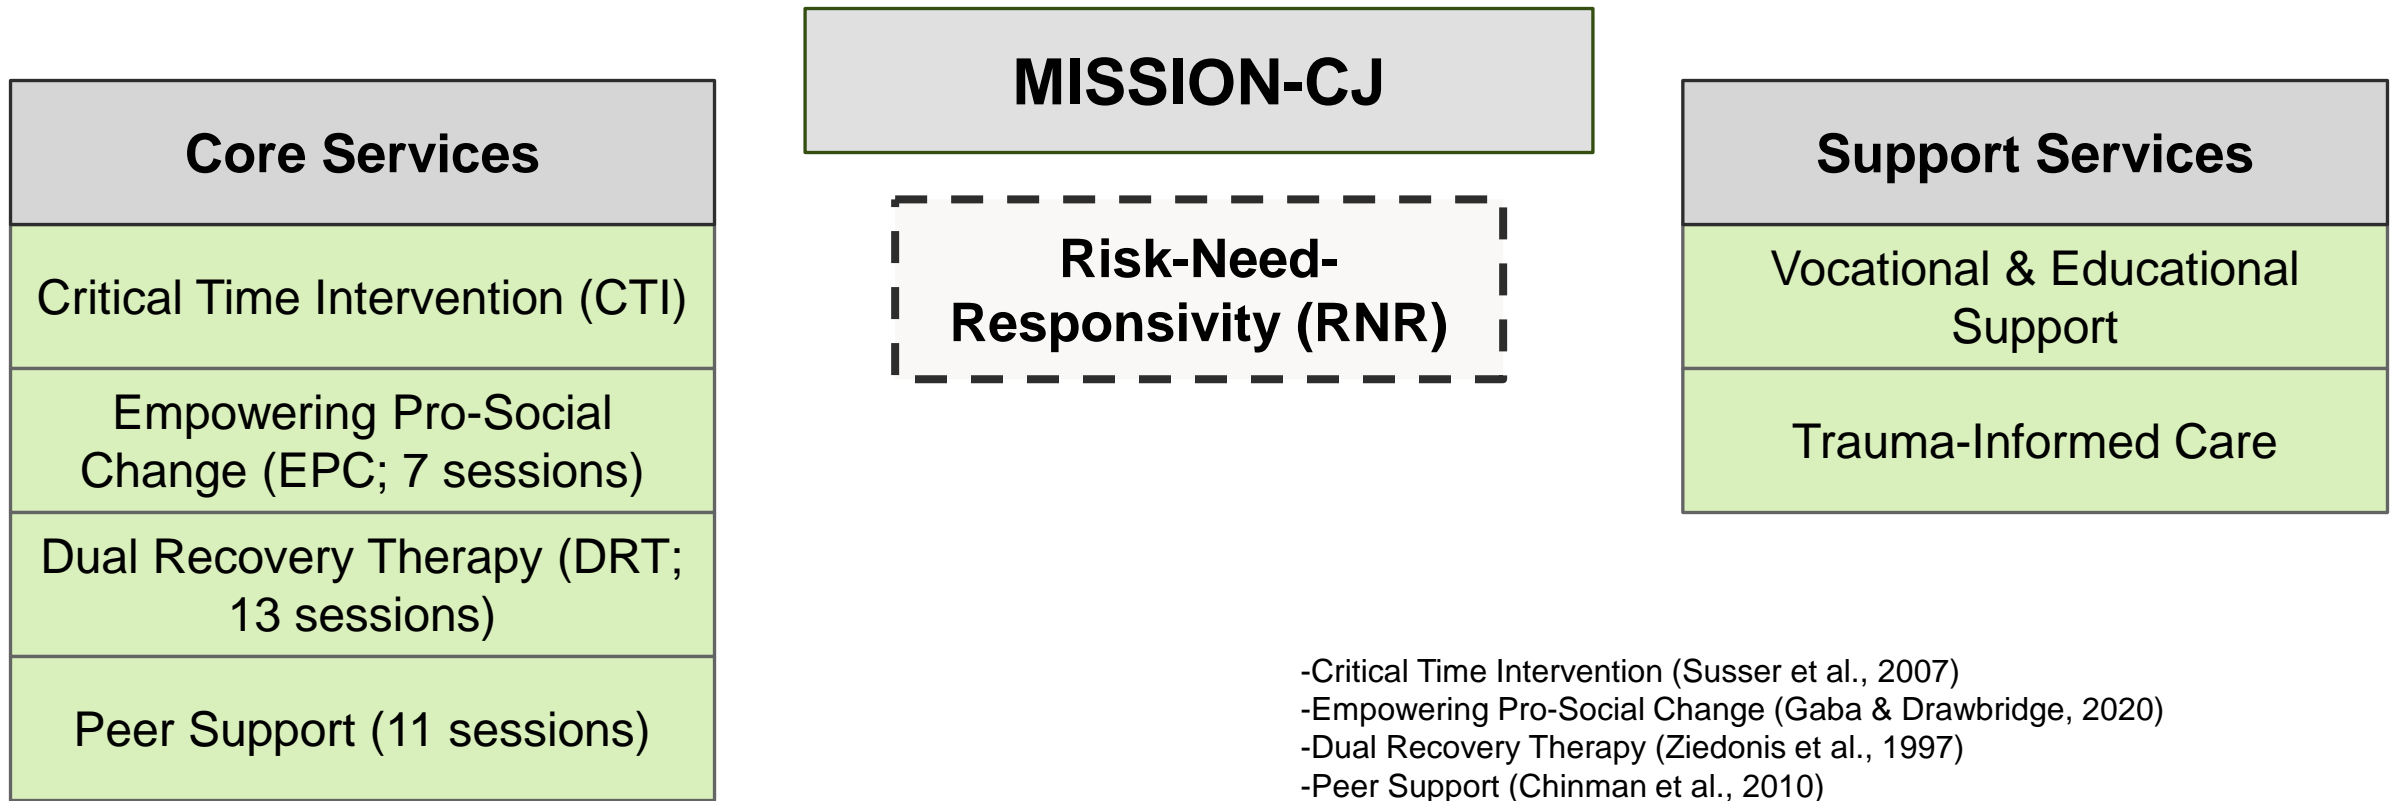 MISSION-CJ
Core Services
Critical Time Intervention (CTI)
Empowering Pro-Social
Change (EPC; 7 sessions)
Dual Recovery Therapy (DRT;
13 sessions)
Peer Support (11 sessions)
Risk-Need-
Responsivity (RNR)
Support Services
Vocational & Educational
Support
Trauma-Informed Care
-Critical Time Intervention (Susser et al., 2007)
-Empowering Pro-Social Change (Gaba & Drawbridge, 2020)
-Dual Recovery Therapy (Ziedonis et al., 1997)
-Peer Support (Chinman et al., 2010)